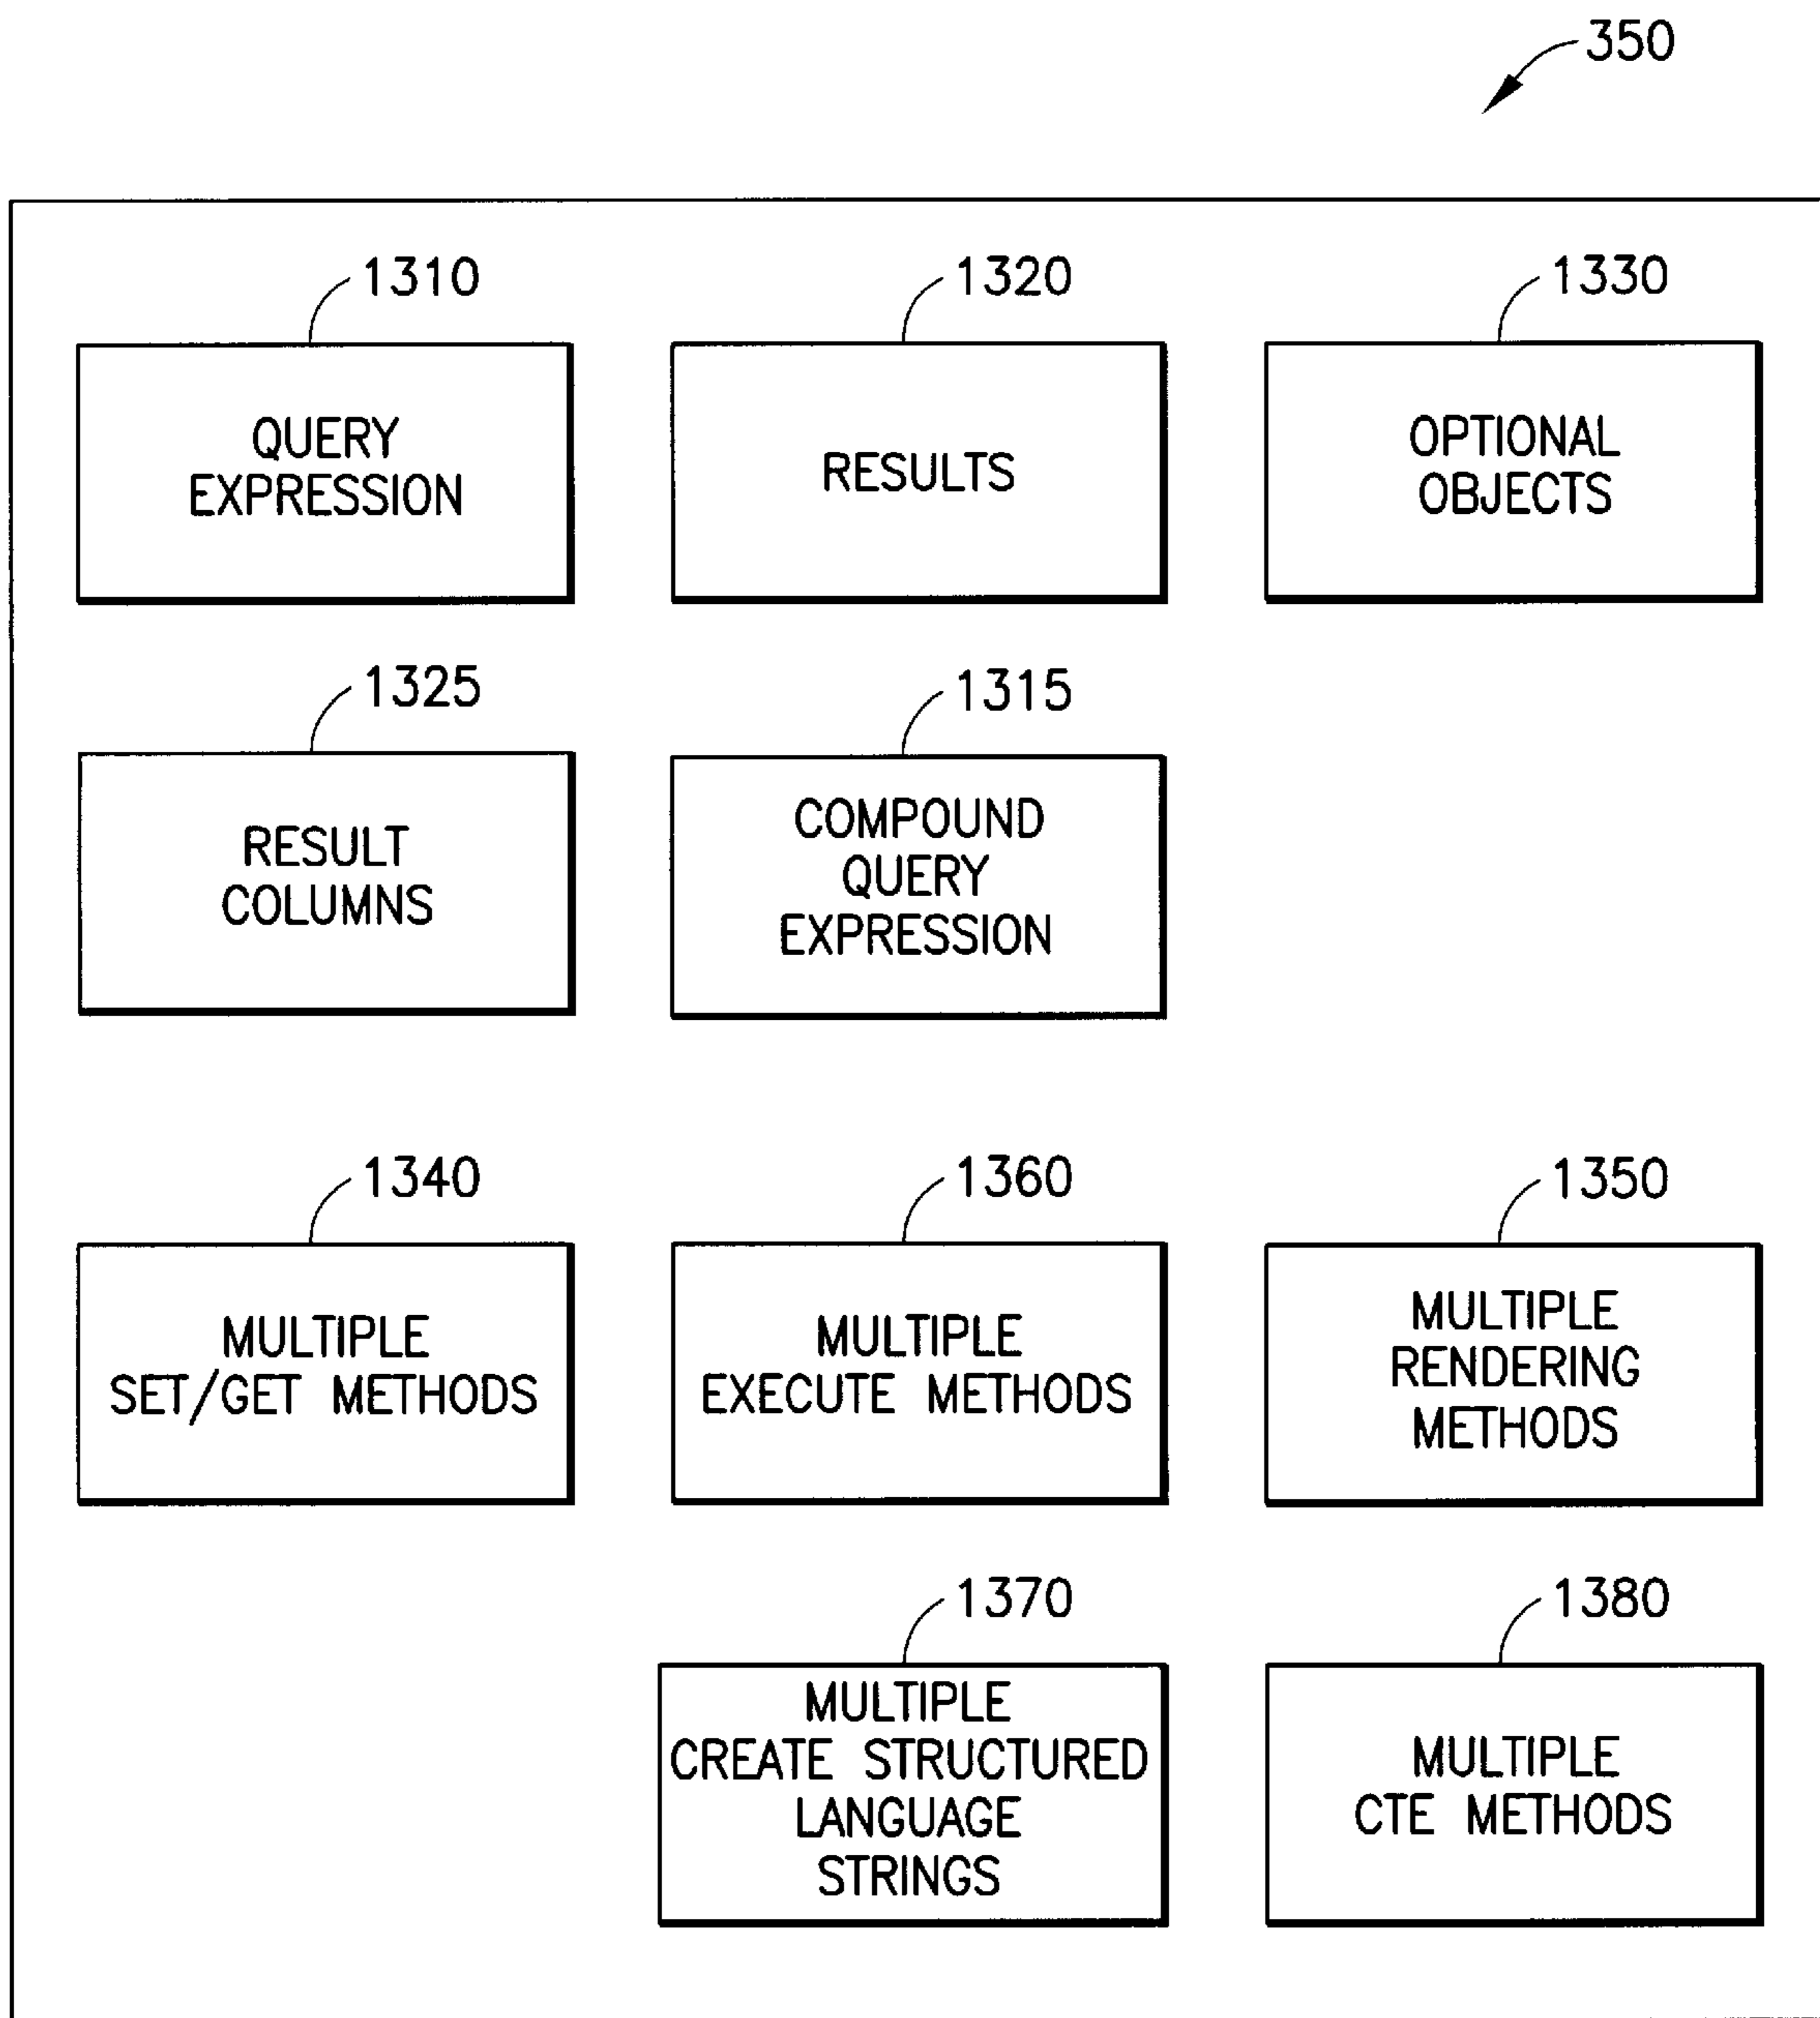 350
1310
1320
1330
QUERY
EXPRESSION
RESULTS
OPTIONAL
OBJECTS
1325
1315
RESULT
COLUMNS
COMPOUND
QUERY
EXPRESSION
1340
1360
1350
MULTIPLE
SET/GET METHODS
MULTIPLE
EXECUTE METHODS
MULTIPLE
RENDERING
METHODS
1370
1380
MULTIPLE
CREATE STRUCTURED
LANGUAGE
STRINGS
MULTIPLE
CTE METHODS